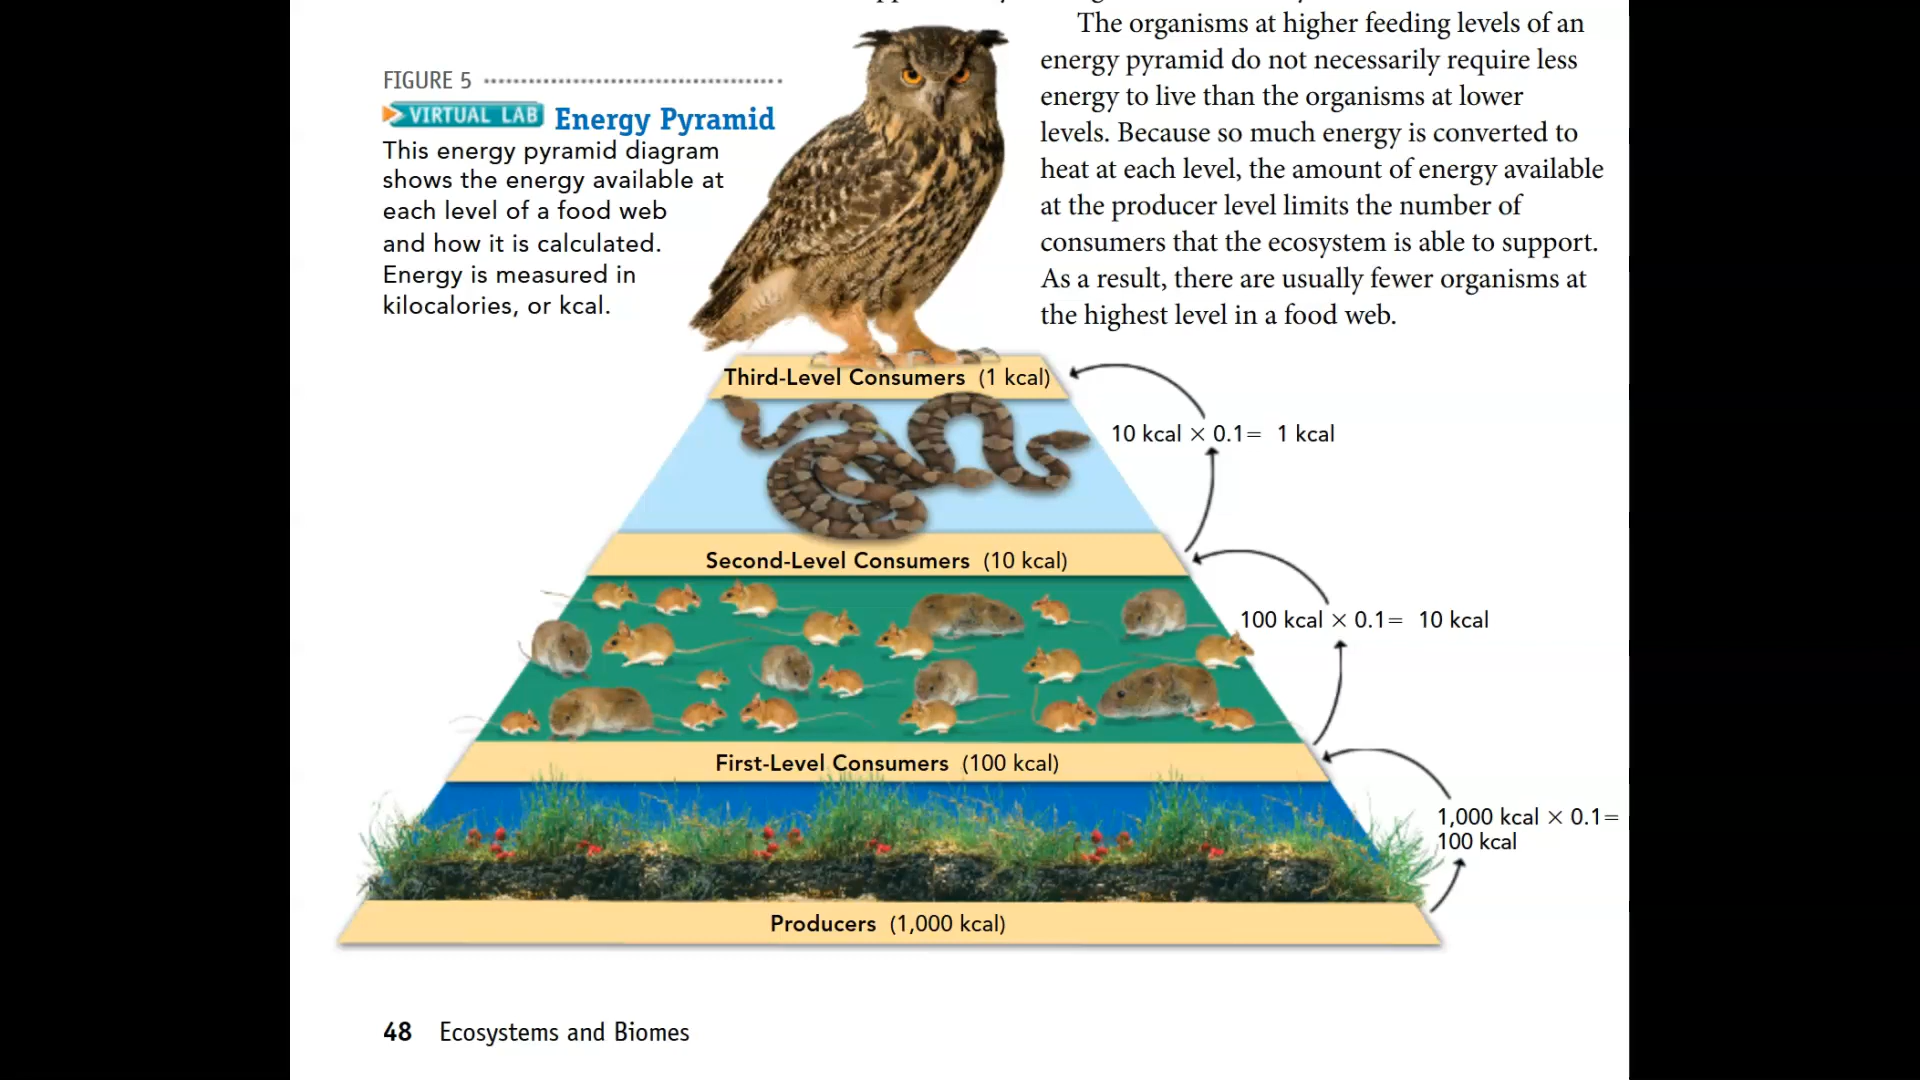 The organisms at higher feeding levels of an
energy pyramid do not necessarily require less
energy to live than the organisms at lower
levels. Because so much energy is converted to
heat at each level, the amount of energy available
at the producer level limits the number of
consumers that the ecosystem is able to support.
As a result, there are usually fewer organisms at
the highest level in a food web.
FIGURE 5
VIRTUAL LAB Energy Pyramid
This energy pyramid diagram
shows the energy available at
each level of a food web
and how it is calculated.
Energy is measured in
kilocalories, or kcal.
Third-Level Consumers (1 kcal)
10 kcal × 0.1= 1 kcal
Second-Level Consumers (10 kcal)
100 kcal × 0.1= 10 kcal
First-Level Consumers (100 kcal)
1,000 kcal × 0.1=
100 kcal
Producers (1,000 kcal)
48 Ecosystems and Biomes